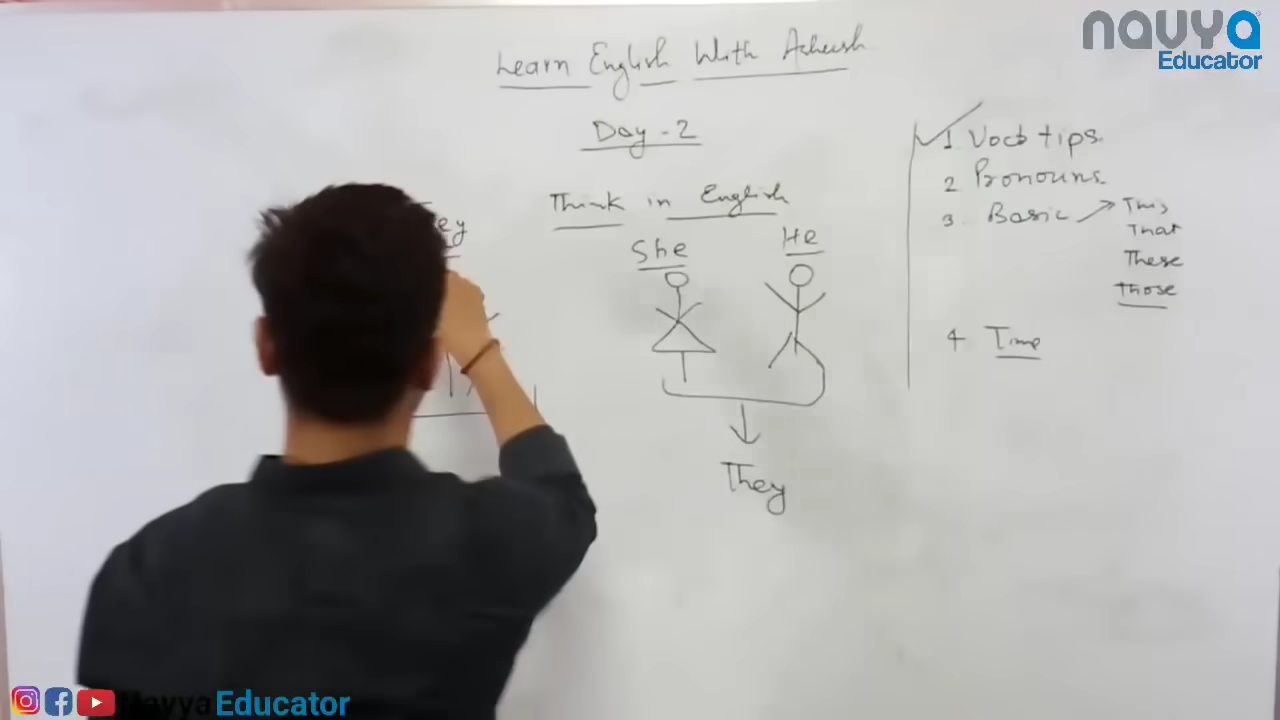 navya
Educator
Learn English With Asheesh
Day - 2
Think in English
She
He
They
1 Vocb tips.
2 Pronouns.
3. Basic
This
That
These
Those
4 Time
Educator